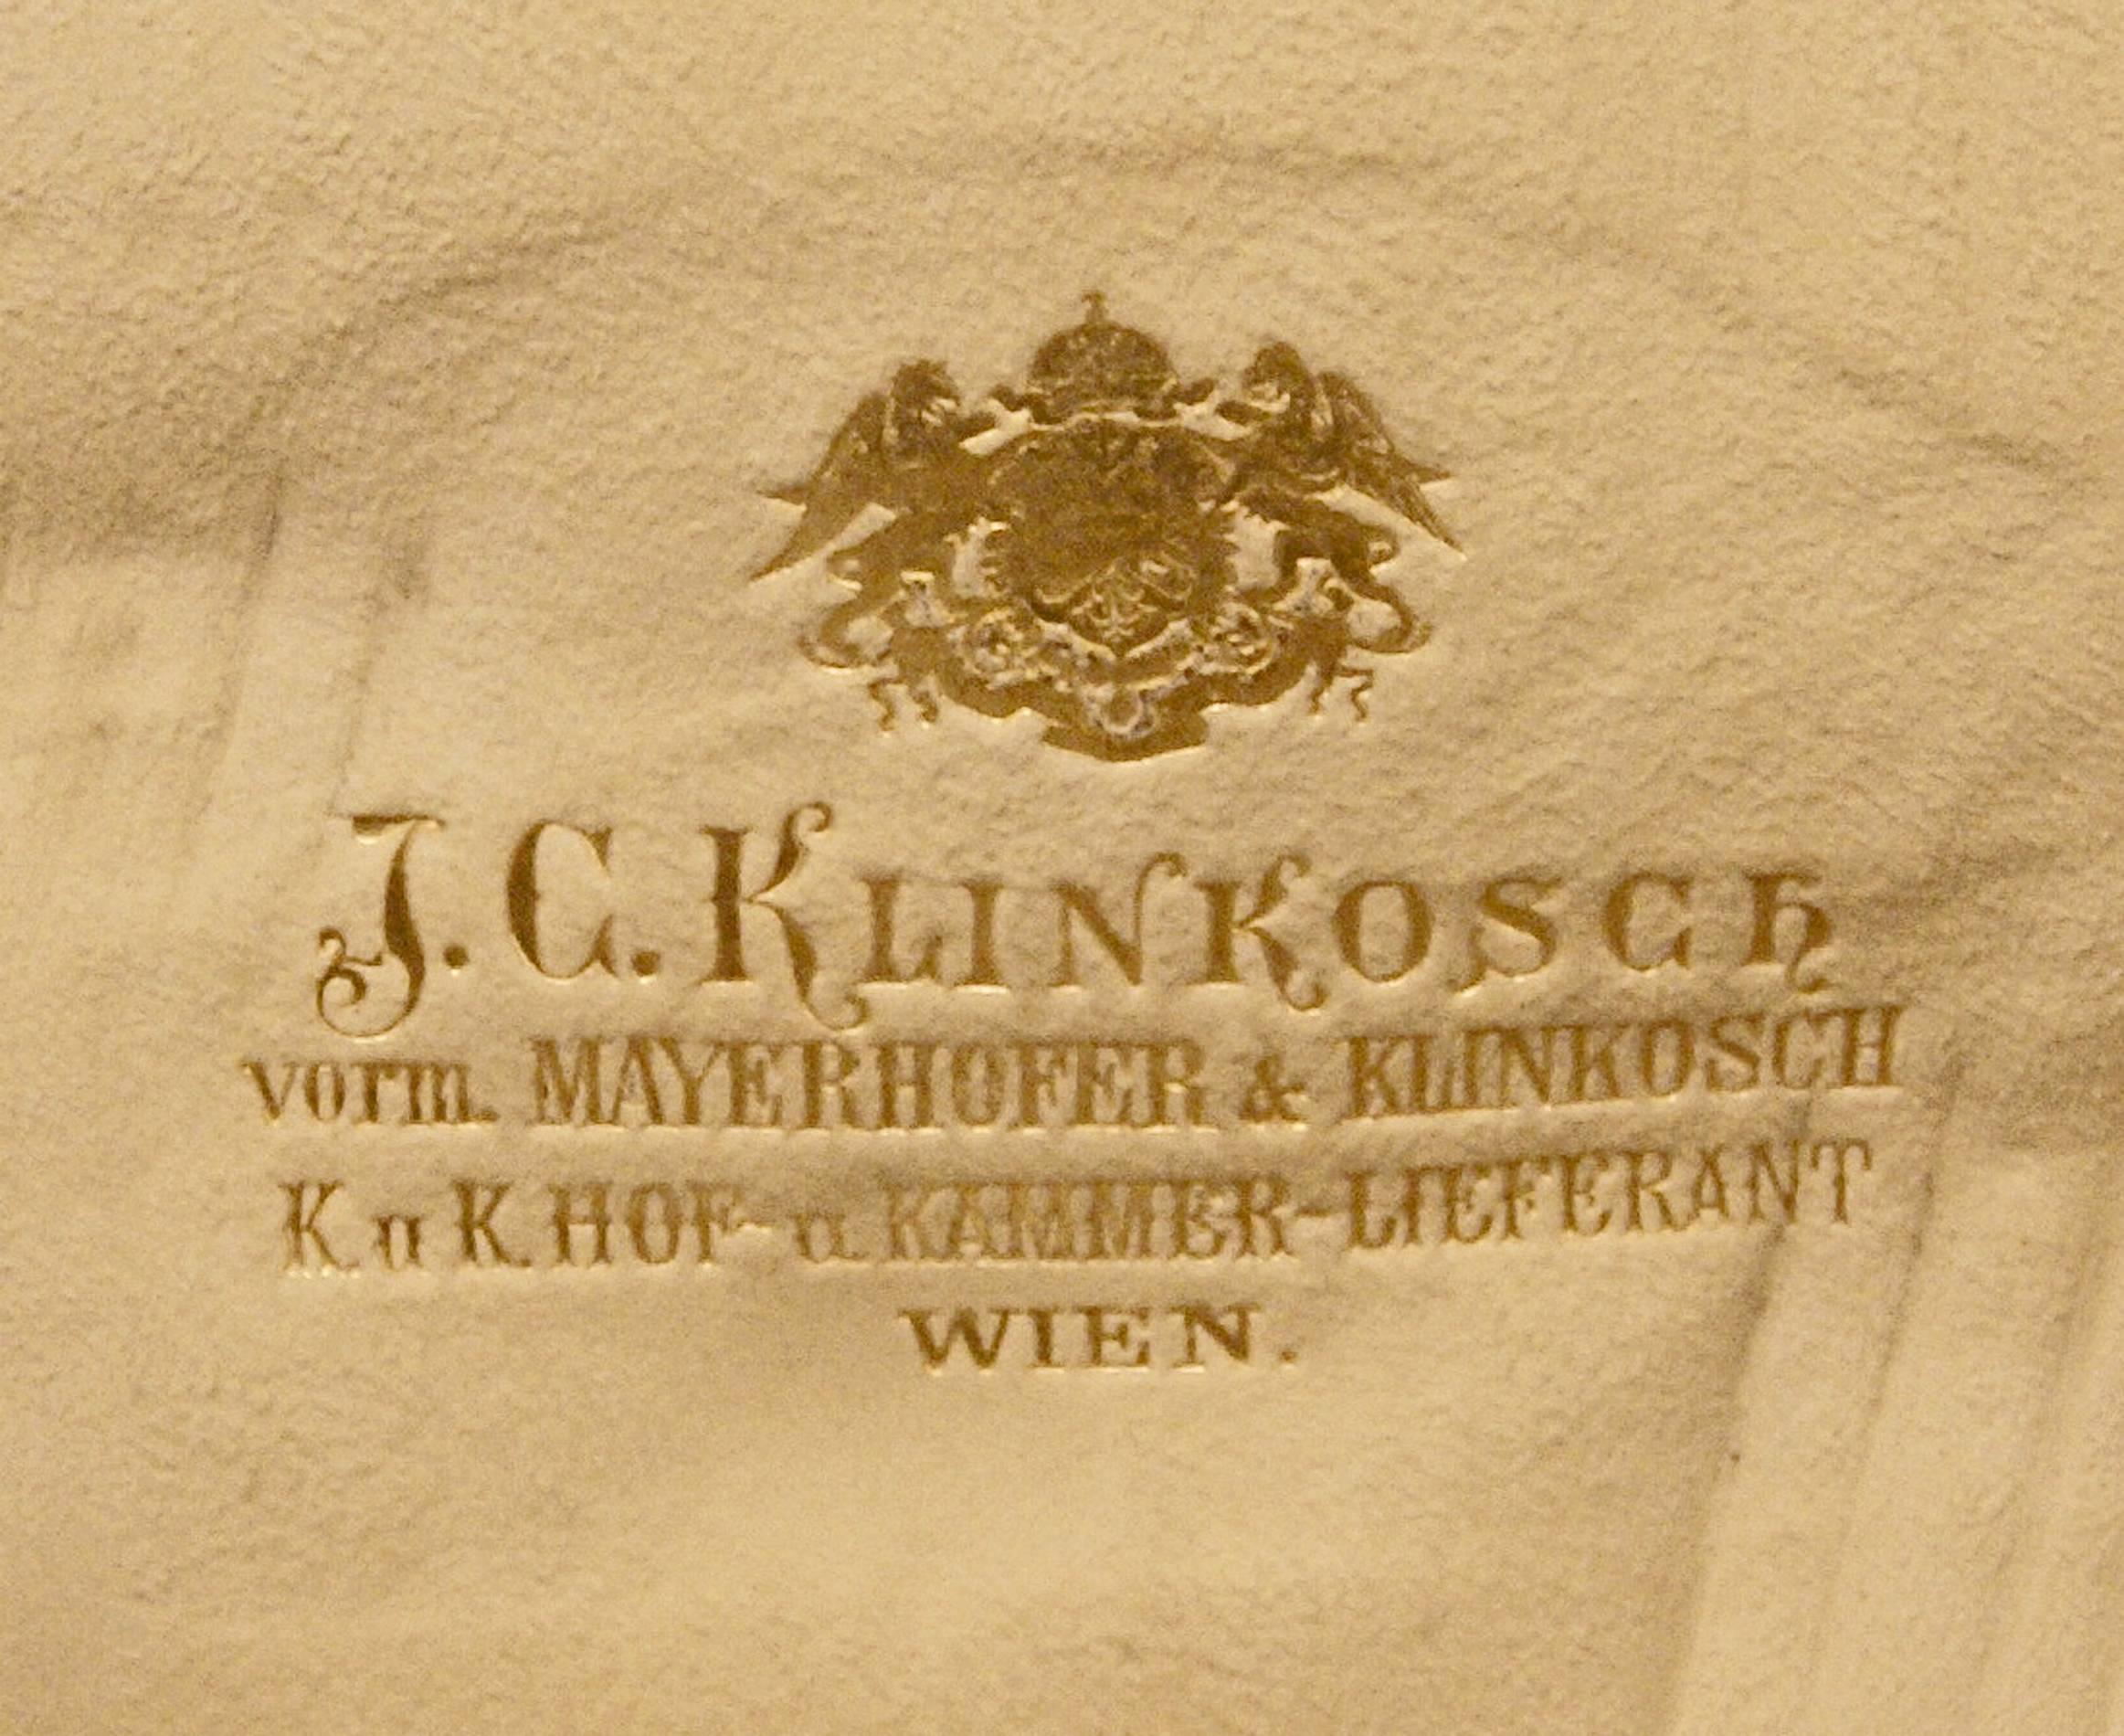 J. C. KLINKOSCH
vorm. MAYERHOFER & KLINKOSCH
K. u K. HOF- u. KAMMER-LIEFERANT
WIEN.